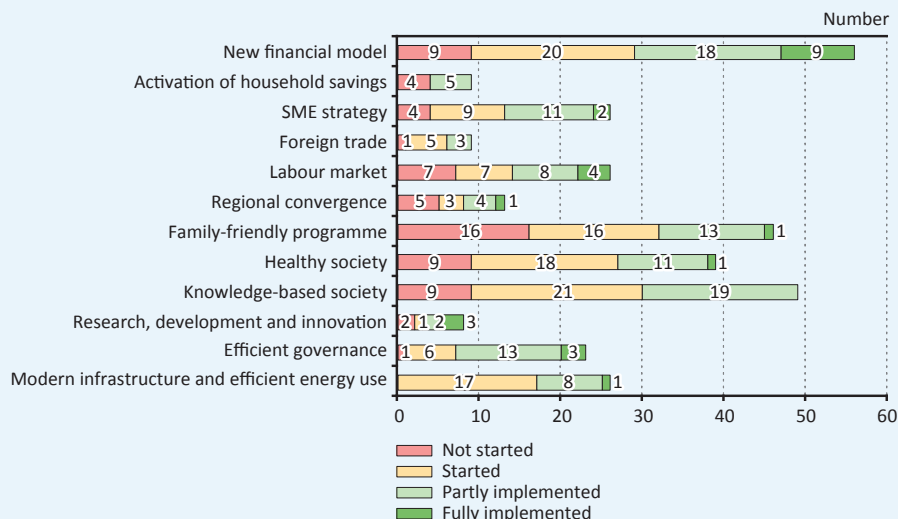 Number
New financial model 9 20 18 9
Activation of household savings 4 5
SME strategy 4 9 11 2
Foreign trade 1 5 3
Labour market 7 7 8 4
Regional convergence 5 3 4 1
Family-friendly programme 16 16 13 1
Healthy society 9 18 11 1
Knowledge-based society 9 21 19
Research, development and innovation 2 1 2 3
Efficient governance 1 6 13 3
Modern infrastructure and efficient energy use 17 8 1
0 10 20 30 40 50 60
Not started
Started
Partly implemented
Fully implemented